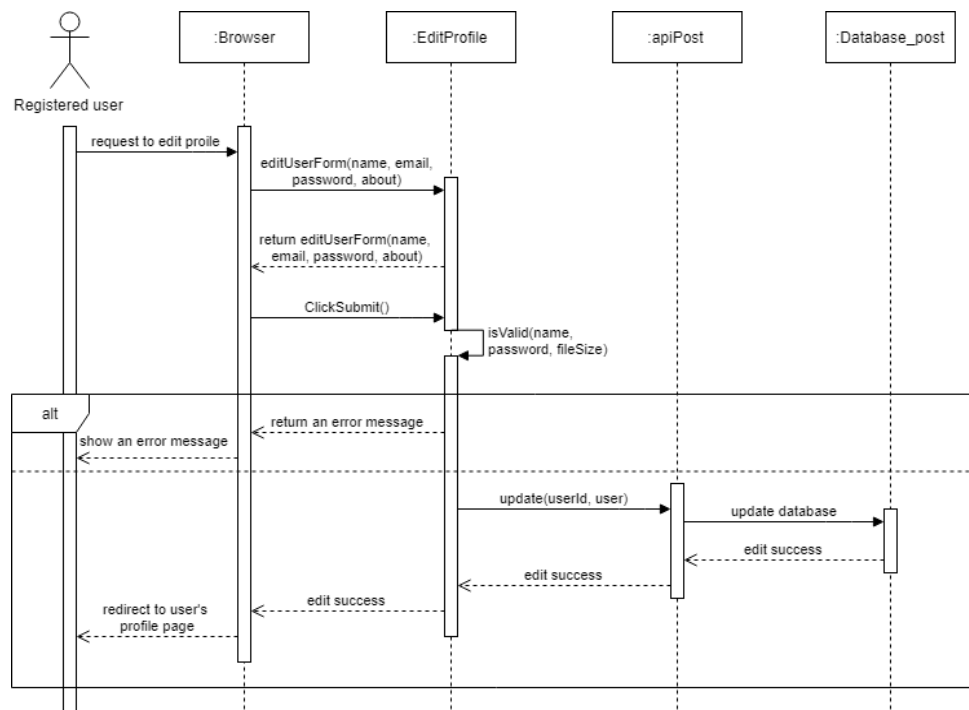 :Browser
:EditProfile
:apiPost
:Database_post
Registered user
request to edit proile
editUserForm(name, email,
password, about)
return editUserForm(name,
email, password, about)
ClickSubmit()
isValid(name,
password, fileSize)
alt
return an error message
show an error message
update(userId, user)
update database
edit success
edit success
edit success
redirect to user's
profile page